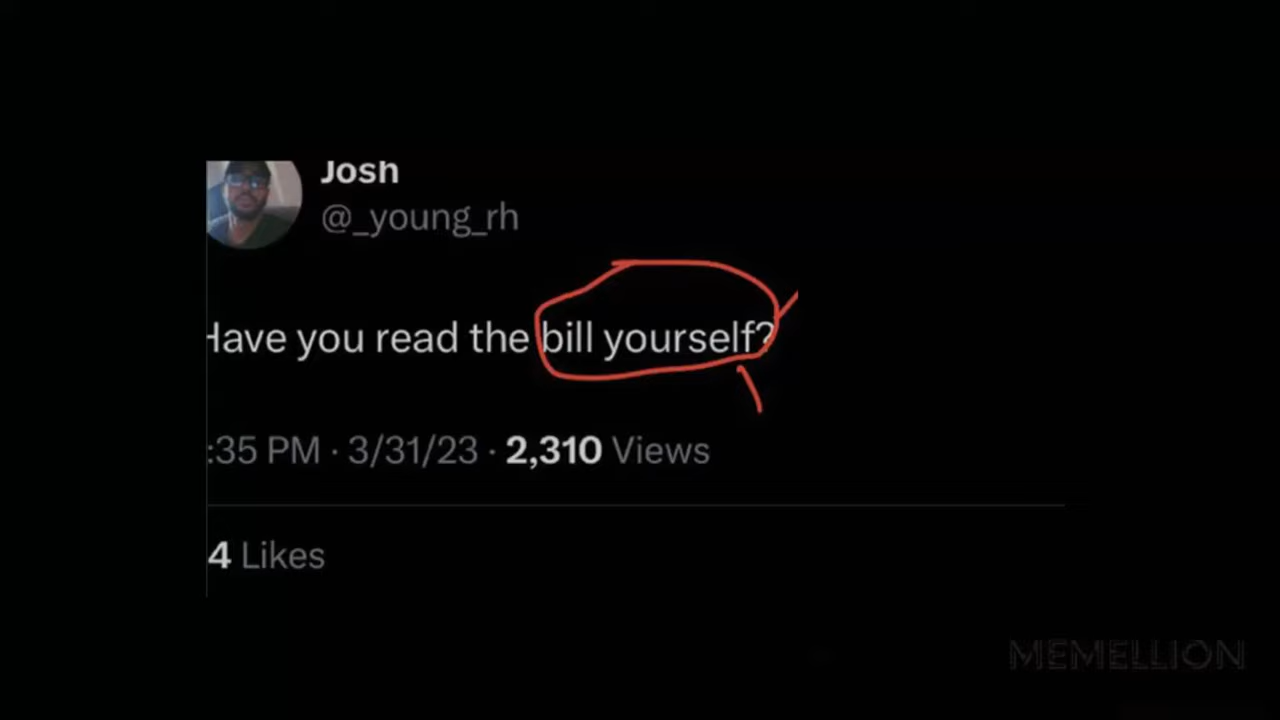 Josh
@_young_rh
Have you read the bill yourself?
:35 PM · 3/31/23 · 2,310 Views
4 Likes
MEMELLION